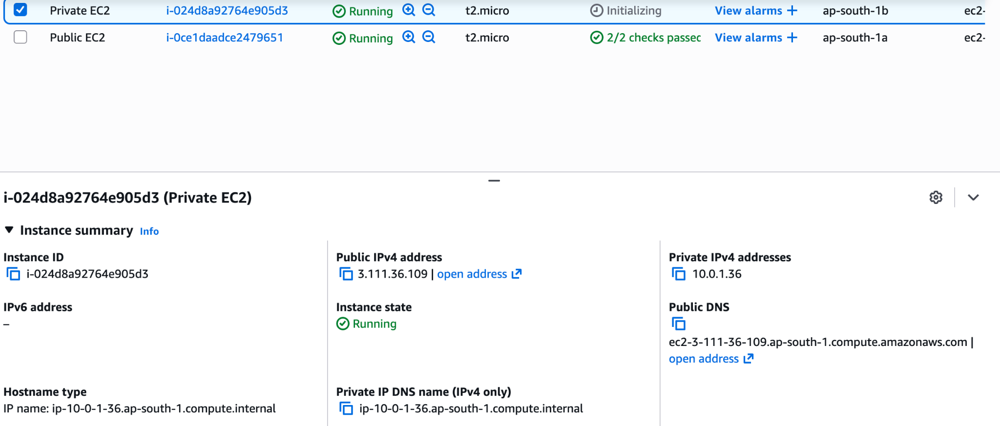 Private EC2 i-024d8a92764e905d3 Running t2.micro Initializing View alarms + ap-south-1b ec2-
Public EC2 i-0ce1daadce2479651 Running t2.micro 2/2 checks passec View alarms + ap-south-1a ec2-
i-024d8a92764e905d3 (Private EC2)
Instance summary Info
Instance ID
i-024d8a92764e905d3
Public IPv4 address
3.111.36.109 | open address
Private IPv4 addresses
10.0.1.36
IPv6 address
–
Instance state
Running
Public DNS
ec2-3-111-36-109.ap-south-1.compute.amazonaws.com |
open address
Hostname type
IP name: ip-10-0-1-36.ap-south-1.compute.internal
Private IP DNS name (IPv4 only)
ip-10-0-1-36.ap-south-1.compute.internal